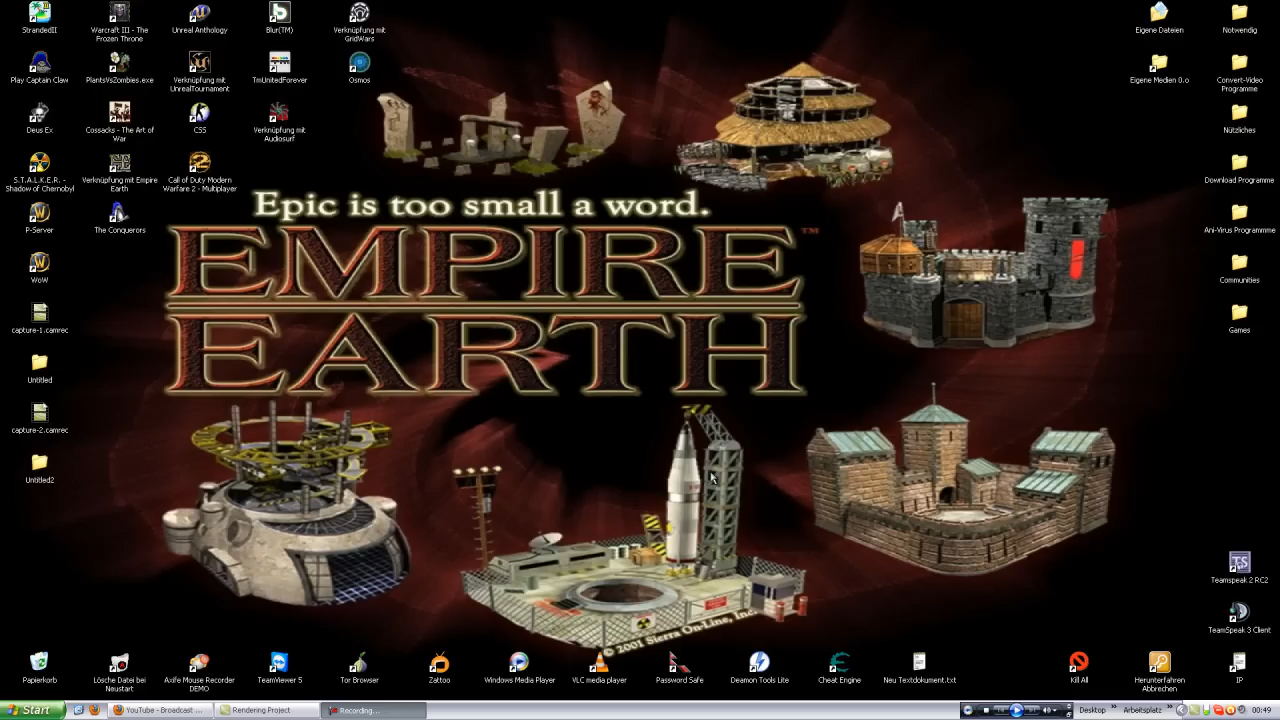 StrandedII
Warcraft III - The
Frozen Throne
Unreal Anthology
Blur(TM)
Verknüpfung mit
GridWars
Eigene Dateien
Notwendig
Play Captain Claw
PlantsVsZombies.exe
Verknüpfung mit
UnrealTournament
TmUnitedForever
Osmos
Eigene Medien 0.o
Convert-Video
Programme
Deus Ex
Cossacks - The Art of
War
CSS
Verknüpfung mit
Audiosurf
Nützliches
S.T.A.L.K.E.R. -
Shadow of Chernobyl
Verknüpfung mit Empire
Earth
Call of Duty Modern
Warfare 2 - Multiplayer
Download Programme
P-Server
The Conquerors
Ani-Virus Programmme
WoW
Communities
capture-1.camrec
Games
Untitled
capture-2.camrec
Untitled2
Epic is too small a word.
EMPIRE
TM
EARTH
© 2001 Sierra On-Line, Inc.
Teamspeak 2 RC2
TeamSpeak 3 Client
Papierkorb
Lösche Datei bei
Neustart
Axife Mouse Recorder
DEMO
TeamViewer 5
Tor Browser
Zattoo
Windows Media Player
VLC media player
Password Safe
Deamon Tools Lite
Cheat Engine
Neu Textdokument.txt
Kill All
Herunterfahren
Abbrechen
IP
Start
YouTube - Broadcast ...
Rendering Project
Recording...
Desktop
Arbeitsplatz
00:49